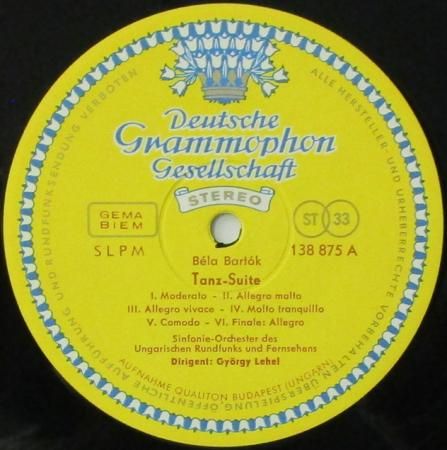 Deutsche
Grammophon
Gesellschaft
STEREO
GEMA
BIEM
ST 33
SLPM
138 875 A
Béla Bartók
Tanz-Suite
I. Moderato - II. Allegro molto
III. Allegro vivace - IV. Molto tranquillo
V. Comodo - VI. Finale: Allegro
Sinfonie-Orchester des
Ungarischen Rundfunks und Fernsehens
Dirigent: György Lehel
AUFNAHME QUALITON BUDAPEST (UNGARN)
ALLE HERSTELLER- UND URHEBERRECHTE VORBEHALTEN ÜBERSPIELUNG, ÖFFENTLICHE AUFFÜHRUNG UND RUNDFUNKSENDUNG VERBOTEN